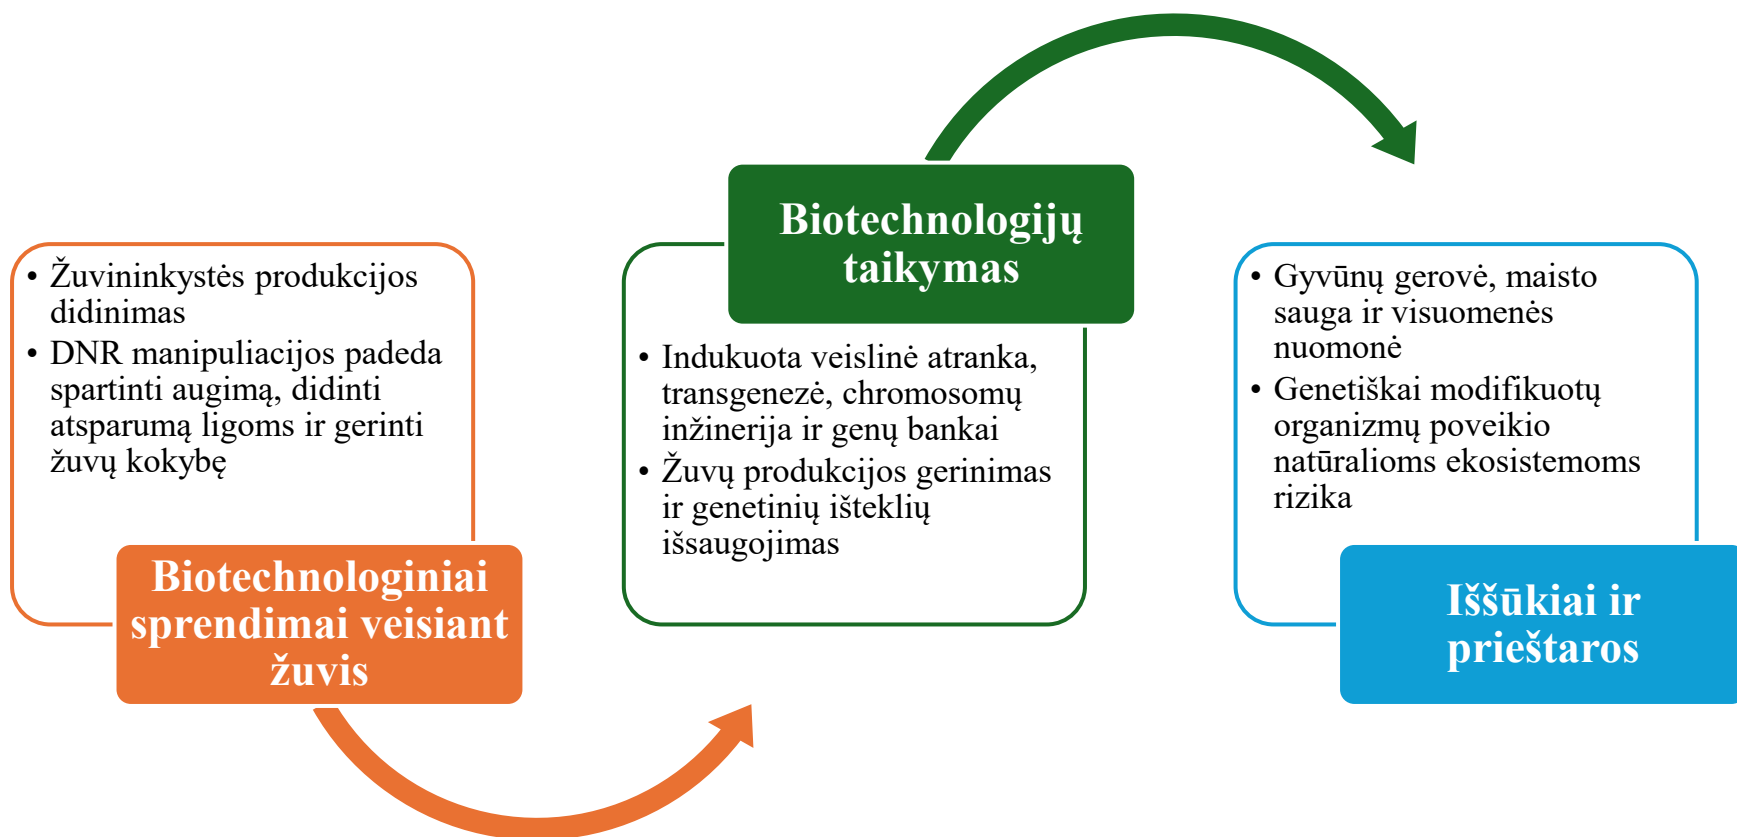 • Žuvininkystės produkcijos
didinimas
• DNR manipuliacijos padeda
spartinti augimą, didinti
atsparumą ligoms ir gerinti
žuvų kokybę
Biotechnologiniai
sprendimai veisiant
žuvis
Biotechnologijų
taikymas
• Indukuota veislinė atranka,
transgenezė, chromosomų
inžinerija ir genų bankai
• Žuvų produkcijos gerinimas
ir genetinių išteklių
išsaugojimas
• Gyvūnų gerovė, maisto
sauga ir visuomenės
nuomonė
• Genetiškai modifikuotų
organizmų poveikio
natūralioms ekosistemoms
rizika
Iššūkiai ir
prieštaros